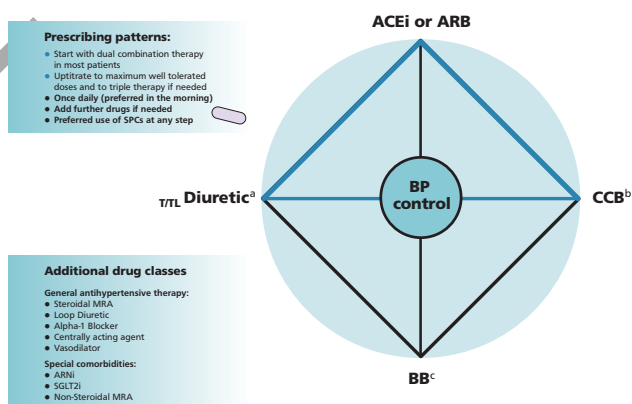 Prescribing patterns:
● Start with dual combination therapy
in most patients
● Uptitrate to maximum well tolerated
doses and to triple therapy if needed
● Once daily (preferred in the morning)
● Add further drugs if needed
● Preferred use of SPCs at any step
ACEi or ARB
T/TL Diuretic^a
BP
control
CCB^b
BB^c
Additional drug classes
General antihypertensive therapy:
● Steroidal MRA
● Loop Diuretic
● Alpha-1 Blocker
● Centrally acting agent
● Vasodilator
Special comorbidities:
● ARNi
● SGLT2i
● Non-Steroidal MRA